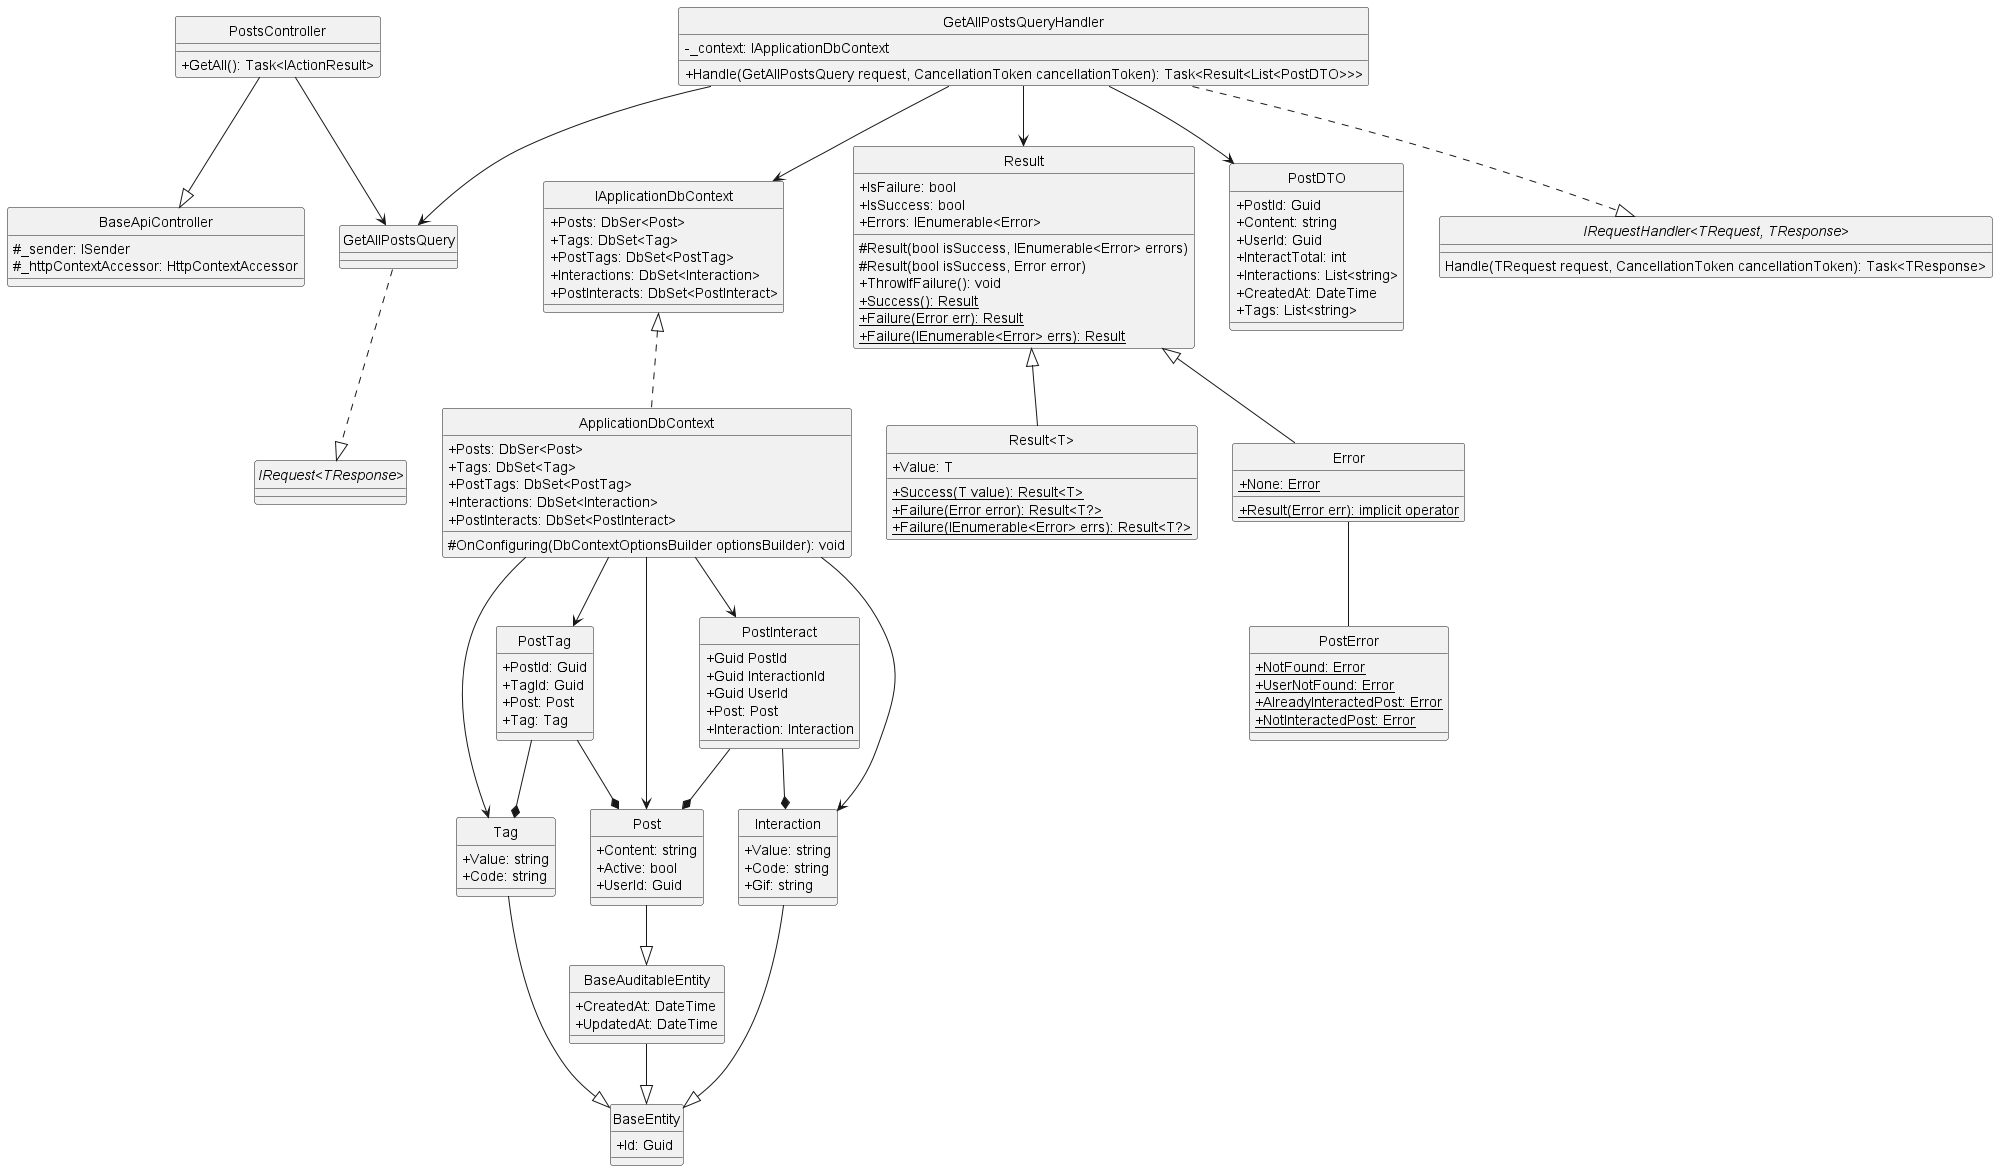 PostsController
+GetAll(): Task<IActionResult>
GetAllPostsQueryHandler
-_context: IApplicationDbContext
+Handle(GetAllPostsQuery request, CancellationToken cancellationToken): Task<Result<List<PostDTO>>>
BaseApiController
#_sender: ISender
#_httpContextAccessor: HttpContextAccessor
GetAllPostsQuery
IApplicationDbContext
+Posts: DbSer<Post>
+Tags: DbSet<Tag>
+PostTags: DbSet<PostTag>
+Interactions: DbSet<Interaction>
+PostInteracts: DbSet<PostInteract>
Result
+IsFailure: bool
+IsSuccess: bool
+Errors: IEnumerable<Error>
#Result(bool isSuccess, IEnumerable<Error> errors)
#Result(bool isSuccess, Error error)
+ThrowIfFailure(): void
+Success(): Result
+Failure(Error err): Result
+Failure(IEnumerable<Error> errs): Result
PostDTO
+PostId: Guid
+Content: string
+UserId: Guid
+InteractTotal: int
+Interactions: List<string>
+CreatedAt: DateTime
+Tags: List<string>
IRequestHandler<TRequest, TResponse>
Handle(TRequest request, CancellationToken cancellationToken): Task<TResponse>
IRequest<TResponse>
ApplicationDbContext
+Posts: DbSer<Post>
+Tags: DbSet<Tag>
+PostTags: DbSet<PostTag>
+Interactions: DbSet<Interaction>
+PostInteracts: DbSet<PostInteract>
#OnConfiguring(DbContextOptionsBuilder optionsBuilder): void
Result<T>
+Value: T
+Success(T value): Result<T>
+Failure(Error error): Result<T?>
+Failure(IEnumerable<Error> errs): Result<T?>
Error
+None: Error
+Result(Error err): implicit operator
PostTag
+PostId: Guid
+TagId: Guid
+Post: Post
+Tag: Tag
PostInteract
+Guid PostId
+Guid InteractionId
+Guid UserId
+Post: Post
+Interaction: Interaction
PostError
+NotFound: Error
+UserNotFound: Error
+AlreadyInteractedPost: Error
+NotInteractedPost: Error
Tag
+Value: string
+Code: string
Post
+Content: string
+Active: bool
+UserId: Guid
Interaction
+Value: string
+Code: string
+Gif: string
BaseAuditableEntity
+CreatedAt: DateTime
+UpdatedAt: DateTime
BaseEntity
+Id: Guid